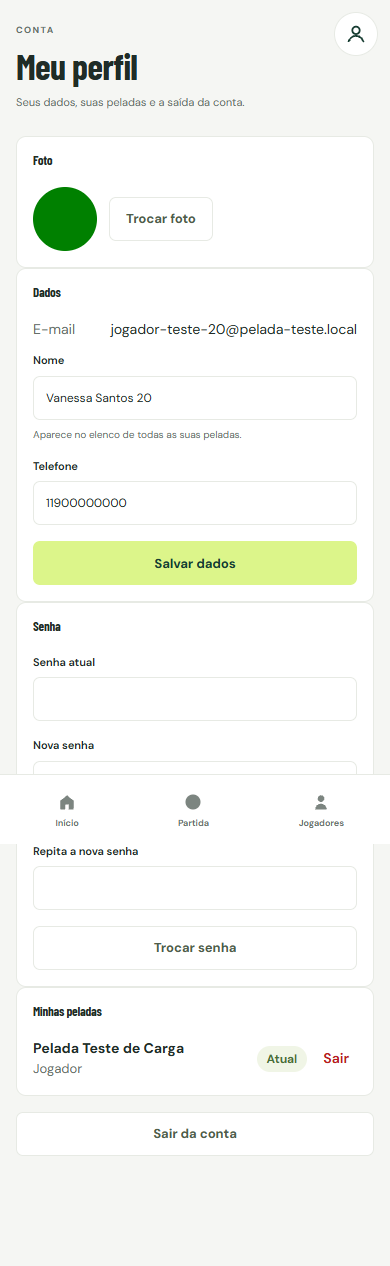 CONTA
Meu perfil
Seus dados, suas peladas e a saída da conta.
Foto
Trocar foto
Dados
E-mail jogador-teste-20@pelada-teste.local
Nome
Vanessa Santos 20
Aparece no elenco de todas as suas peladas.
Telefone
11900000000
Salvar dados
Senha
Senha atual
Nova senha
Início Partida Jogadores
Repita a nova senha
Trocar senha
Minhas peladas
Pelada Teste de Carga
Jogador
Atual Sair
Sair da conta